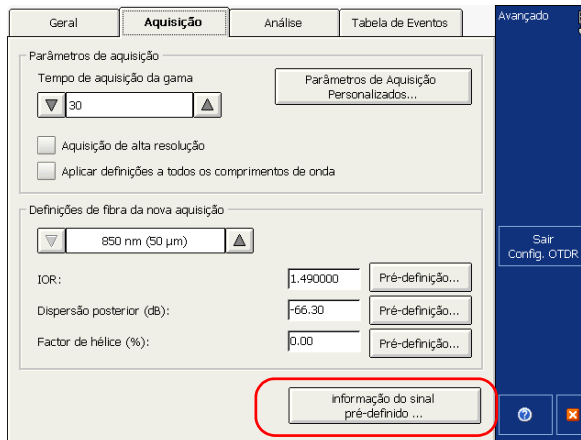 Geral
Aquisição
Análise
Tabela de Eventos
Avançado
Parâmetros de aquisição
Tempo de aquisição da gama
30
Parâmetros de Aquisição
Personalizados...
Aquisição de alta resolução
Aplicar definições a todos os comprimentos de onda
Definições de fibra da nova aquisição
850 nm (50 µm)
IOR:
1.490000
Pré-definição...
Dispersão posterior (dB):
-66.30
Pré-definição...
Factor de hélice (%):
0.00
Pré-definição...
Sair
Config. OTDR
informação do sinal
pré-definido ...